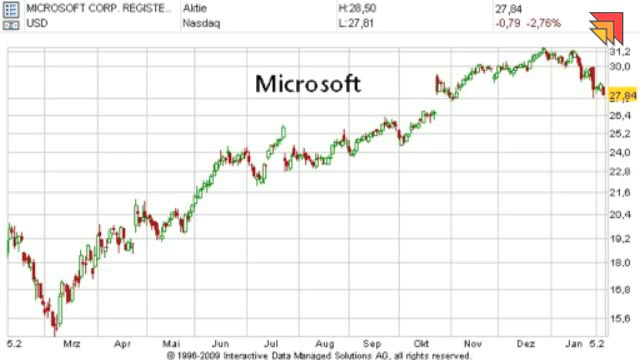 MICROSOFT CORP. REGISTE.. Aktie H:28,50 27,84
USD Nasdaq L:27,81 -0,79 -2,76%
Microsoft
31,2
30,0
27,84
26,4
25,2
24,0
22,8
21,6
20,4
19,2
18,0
16,8
15,6
5.2 Mrz Apr Mai Jun Jul Aug Sep Okt Nov Dez Jan 5.2
© 1996-2009 Interactive Data Managed Solutions AG, all rights reserved.